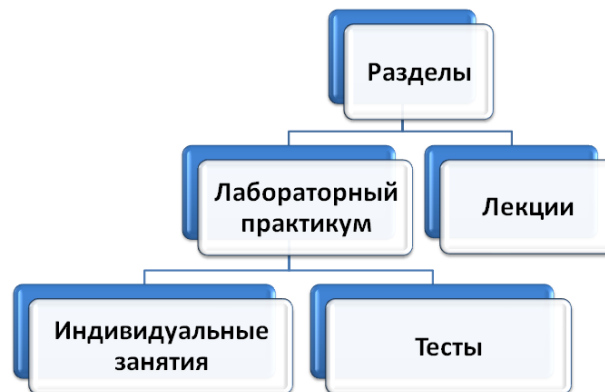 Разделы
Лабораторный
практикум
Лекции
Индивидуальные
занятия
Тесты